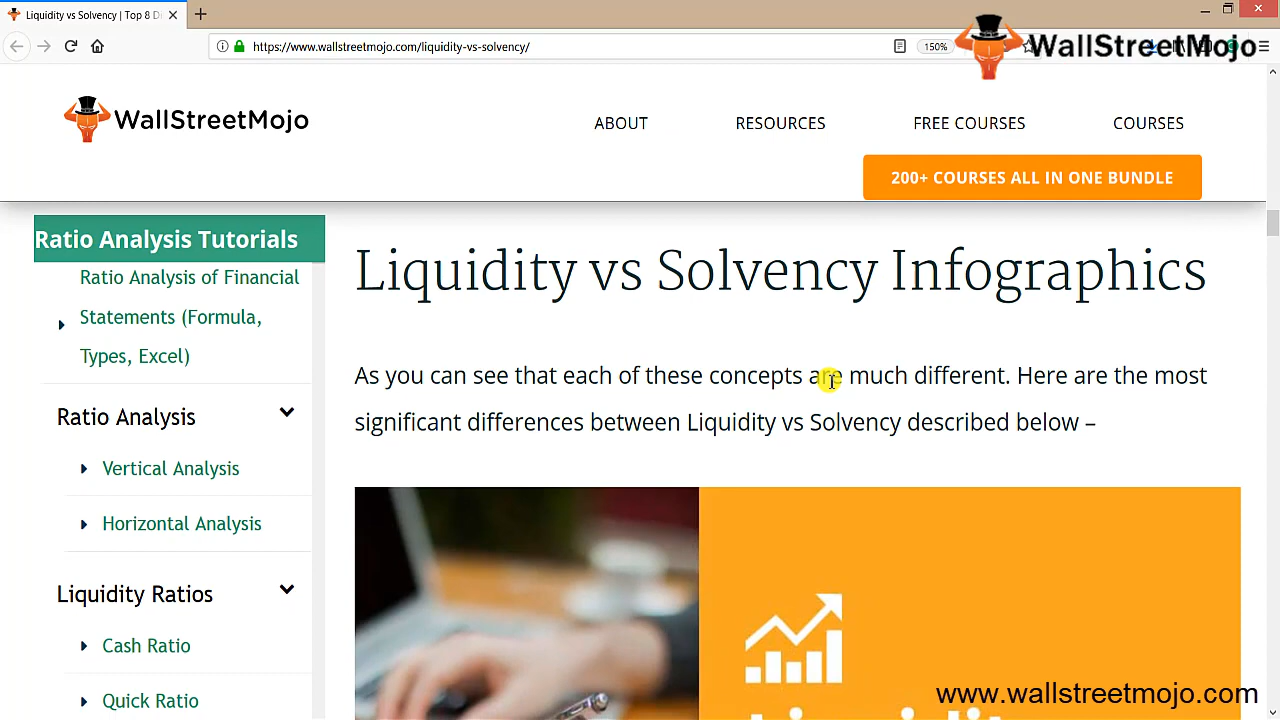 Liquidity vs Solvency | Top 8 Di
https://www.wallstreetmojo.com/liquidity-vs-solvency/
150%
WallStreetMojo
WallStreetMojo
ABOUT
RESOURCES
FREE COURSES
COURSES
200+ COURSES ALL IN ONE BUNDLE
Ratio Analysis Tutorials
Ratio Analysis of Financial
Statements (Formula,
Types, Excel)
Ratio Analysis
Vertical Analysis
Horizontal Analysis
Liquidity Ratios
Cash Ratio
Quick Ratio
Liquidity vs Solvency Infographics
As you can see that each of these concepts are much different. Here are the most
significant differences between Liquidity vs Solvency described below –
www.wallstreetmojo.com